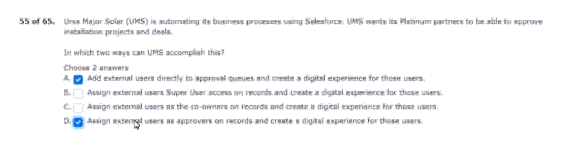 55 of 65. Ursa Major Solar (UMS) is automating its business processes using Salesforce. UMS wants its Platinum partners to be able to approve
installation projects and deals.
In which two ways can UMS accomplish this?
Choose 2 answers
A. Add external users directly to approval queues and create a digital experience for those users.
B. Assign external users Super User access on records and create a digital experience for those users.
C. Assign external users as the co-owners on records and create a digital experience for those users.
D. Assign external users as approvers on records and create a digital experience for those users.